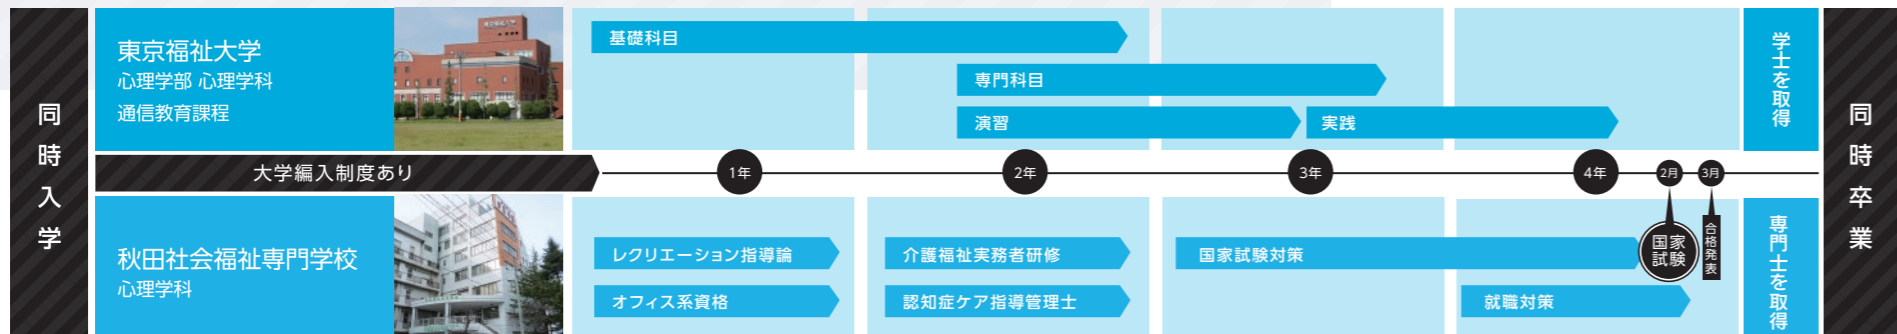 同時入学
東京福祉大学
心理学部 心理学科
通信教育課程
基礎科目
専門科目
演習
実践
学士を取得
大学編入制度あり
1年
2年
3年
4年
2月
3月
秋田社会福祉専門学校
心理学科
レクリエーション指導論
オフィス系資格
介護福祉実務者研修
認知症ケア指導管理士
国家試験対策
就職対策
国家
試験
合格発表
専門士を取得
同時卒業